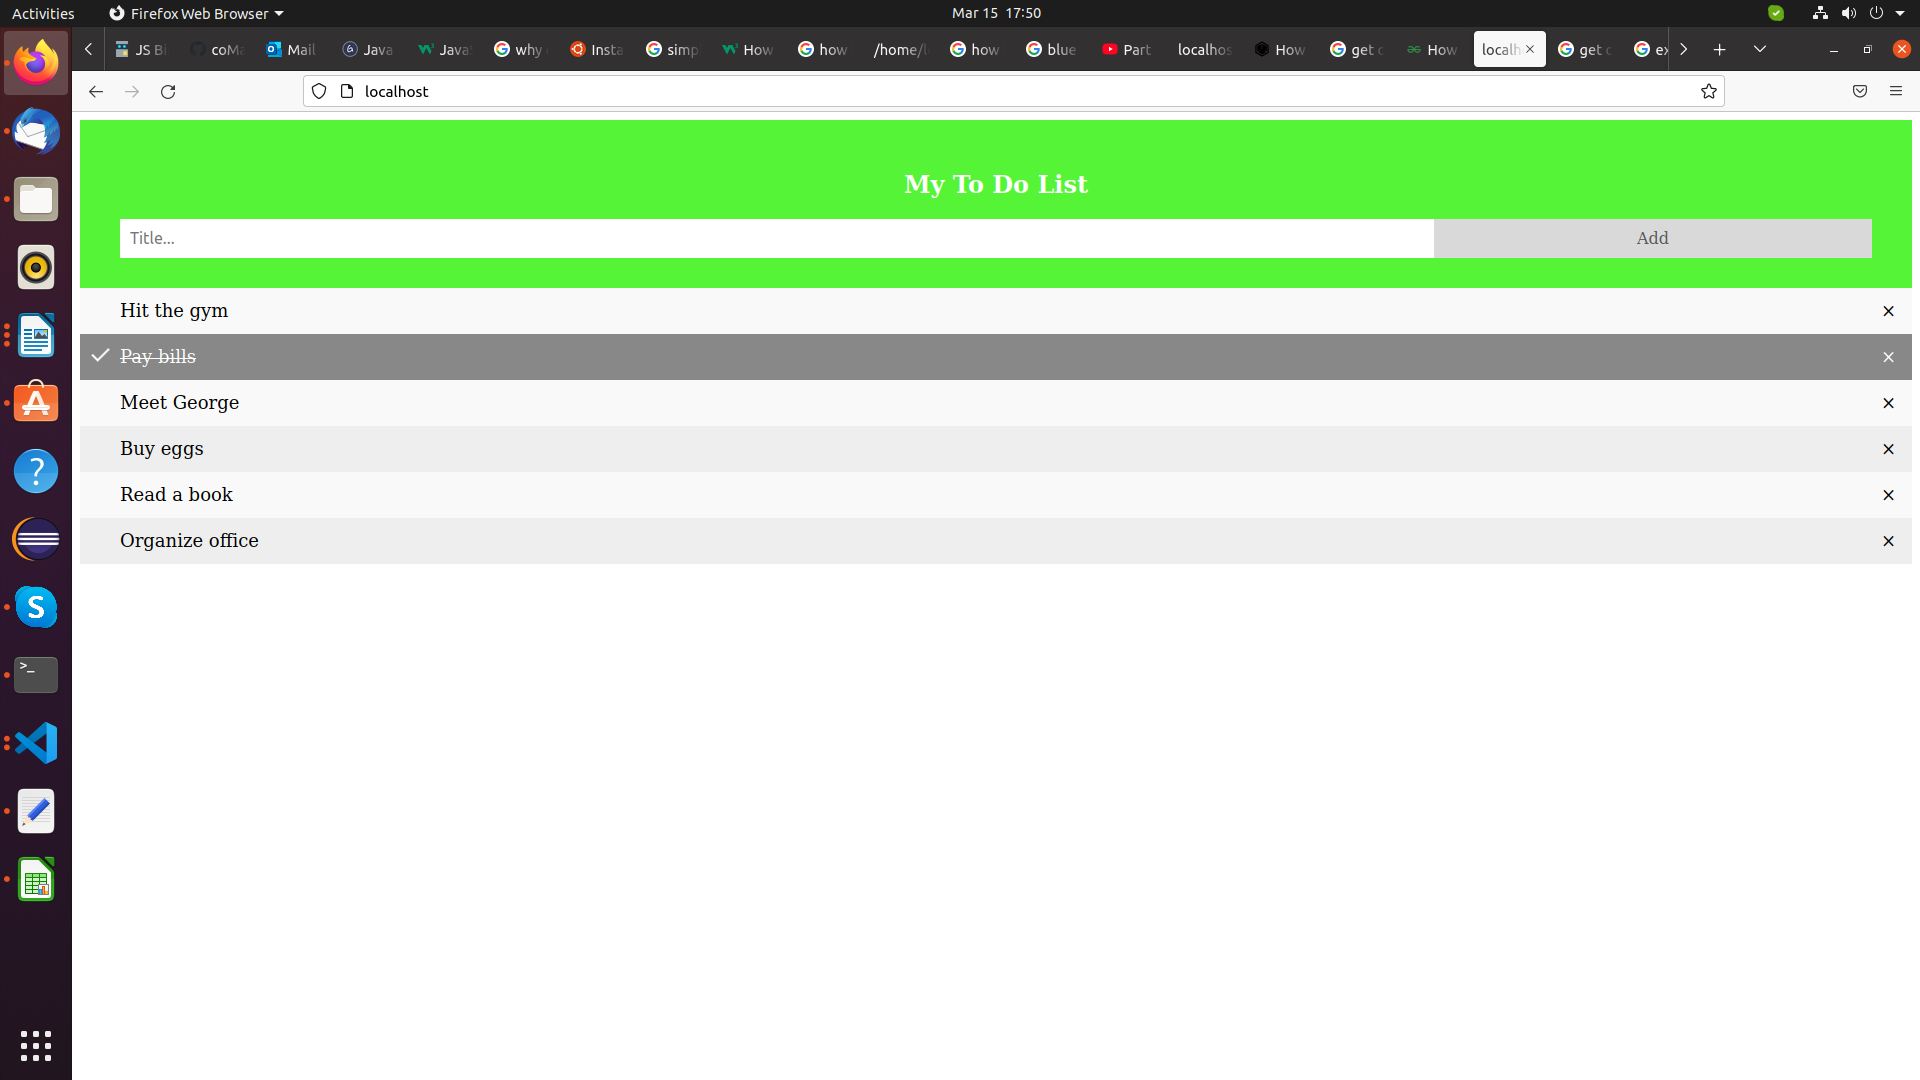 Activities Firefox Web Browser Mar 15 17:50
JS Bi coMa Mail Java Java why Insta simp How how /home/l how blue Part localhos How get c How localh get c ex
localhost
My To Do List
Title... Add
Hit the gym ×
Pay bills ×
Meet George ×
Buy eggs ×
Read a book ×
Organize office ×